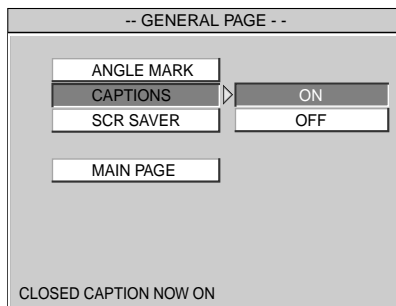 -- GENERAL PAGE - -
ANGLE MARK
CAPTIONS ON
SCR SAVER OFF
MAIN PAGE
CLOSED CAPTION NOW ON